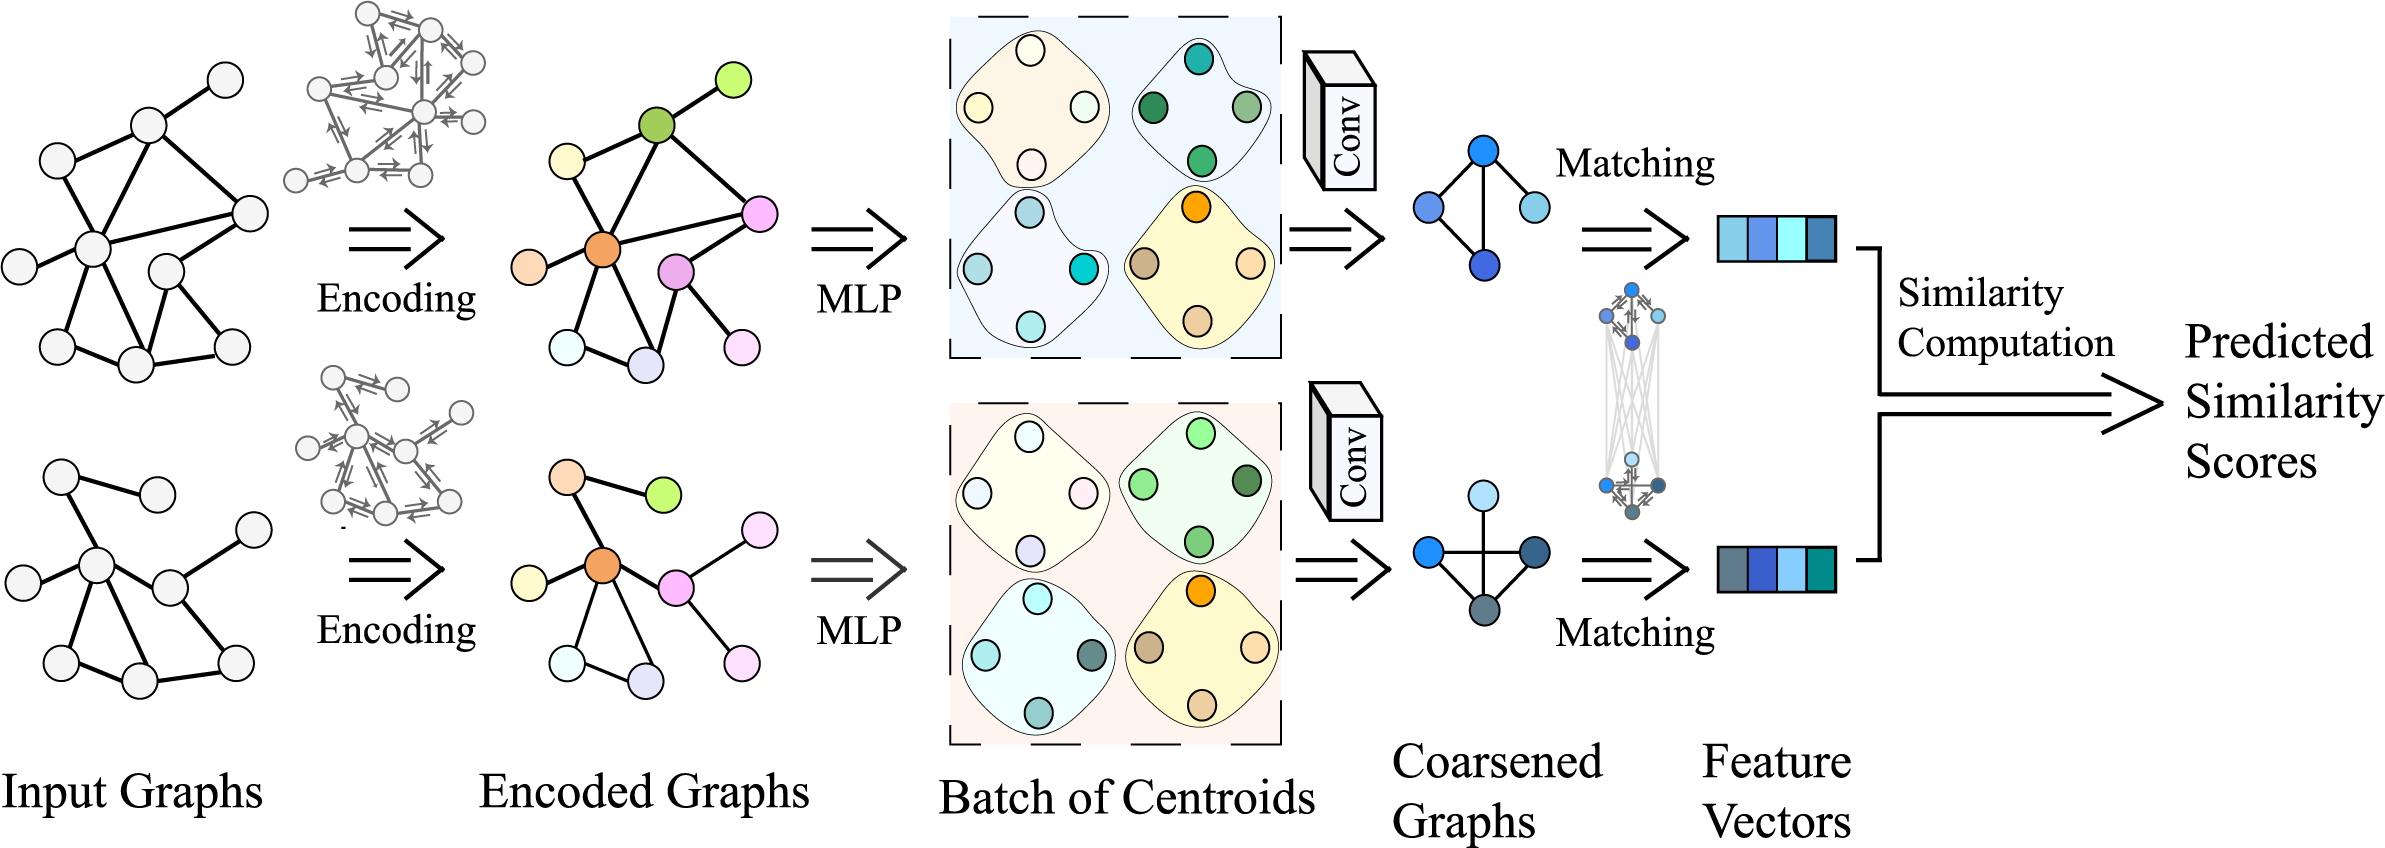 Encoding
MLP
Conv
Matching
Similarity
Computation
Predicted
Similarity
Scores
Encoding
MLP
Conv
Matching
Input Graphs
Encoded Graphs
Batch of Centroids
Coarsened
Graphs
Feature
Vectors